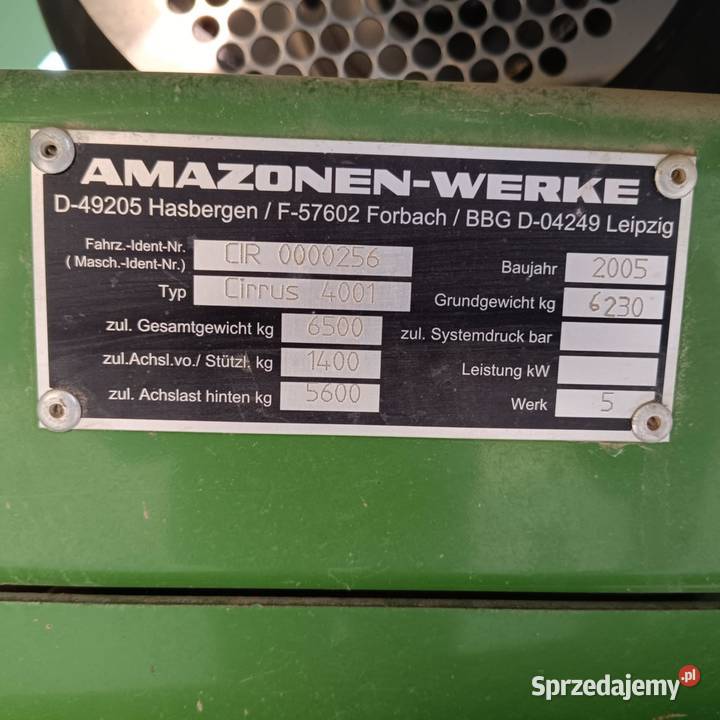 AMAZONEN-WERKE
D-49205 Hasbergen / F-57602 Forbach / BBG D-04249 Leipzig
Fahrz.-Ident-Nr.
( Masch.-Ident-Nr.) CIR 0000256
Typ Cirrus 4001
zul. Gesamtgewicht kg 6500
zul.Achsl.vo./ Stützl. kg 1400
zul. Achslast hinten kg 5600
Baujahr 2005
Grundgewicht kg 6230
zul. Systemdruck bar
Leistung kW
Werk 5
Sprzedajemy.pl